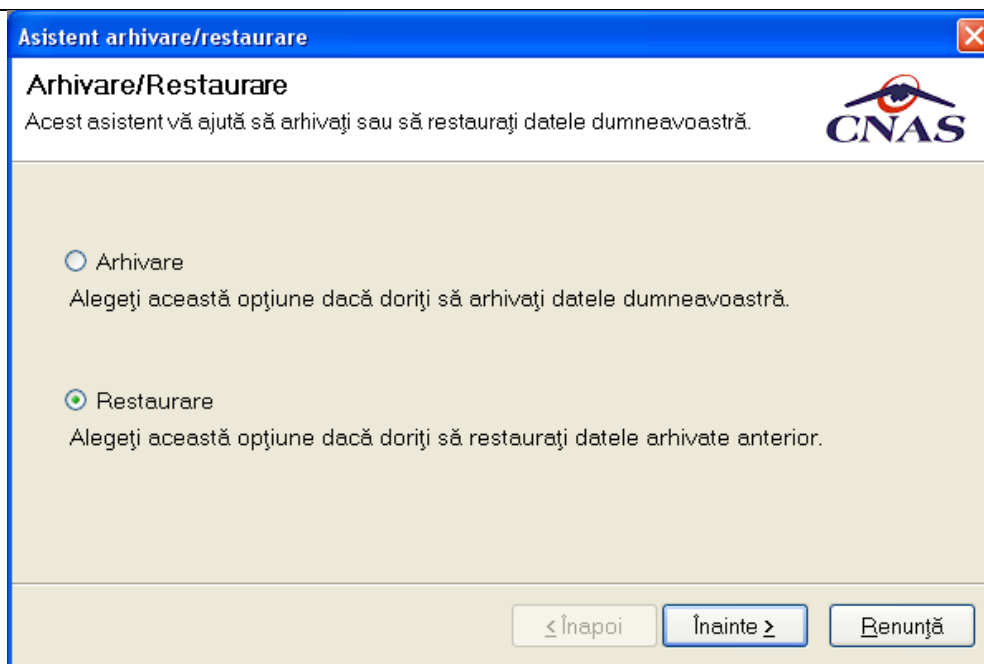 Asistent arhivare/restaurare
Arhivare/Restaurare
Acest asistent vă ajută să arhivaţi sau să restauraţi datele dumneavoastră.
CNAS
Arhivare
Alegeţi această opţiune dacă doriţi să arhivaţi datele dumneavoastră.
Restaurare
Alegeţi această opţiune dacă doriţi să restauraţi datele arhivate anterior.
< Înapoi Înainte > Renunţă